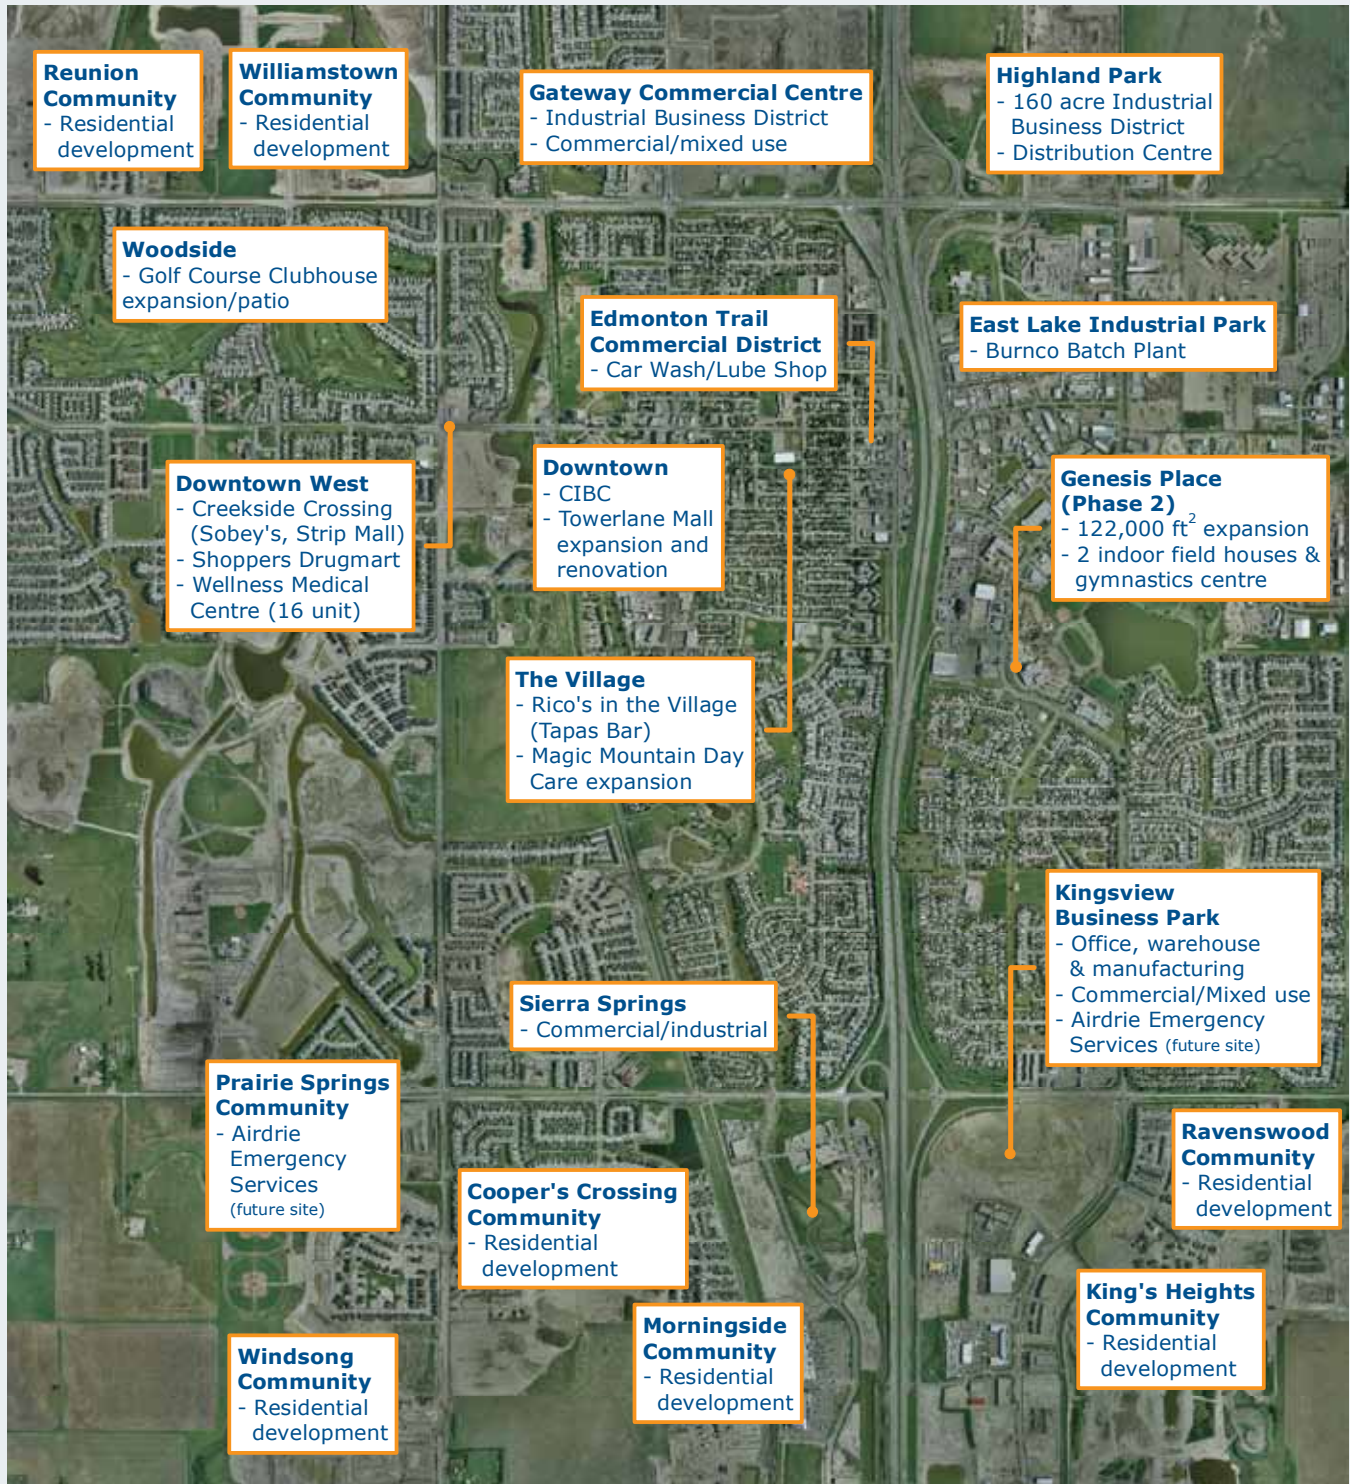 Reunion
Community
- Residential
development
Williamstown
Community
- Residential
development
Gateway Commercial Centre
- Industrial Business District
- Commercial/mixed use
Highland Park
- 160 acre Industrial
Business District
- Distribution Centre
Woodside
- Golf Course Clubhouse
expansion/patio
Edmonton Trail
Commercial District
- Car Wash/Lube Shop
East Lake Industrial Park
- Burnco Batch Plant
Downtown West
- Creekside Crossing
(Sobey's, Strip Mall)
- Shoppers Drugmart
- Wellness Medical
Centre (16 unit)
Downtown
- CIBC
- Towerlane Mall
expansion and
renovation
Genesis Place
(Phase 2)
- 122,000 ft² expansion
- 2 indoor field houses &
gymnastics centre
The Village
- Rico's in the Village
(Tapas Bar)
- Magic Mountain Day
Care expansion
Kingsview
Business Park
- Office, warehouse
& manufacturing
- Commercial/Mixed use
- Airdrie Emergency
Services (future site)
Sierra Springs
- Commercial/industrial
Prairie Springs
Community
- Airdrie
Emergency
Services
(future site)
Cooper's Crossing
Community
- Residential
development
Ravenswood
Community
- Residential
development
King's Heights
Community
- Residential
development
Morningside
Community
- Residential
development
Windsong
Community
- Residential
development